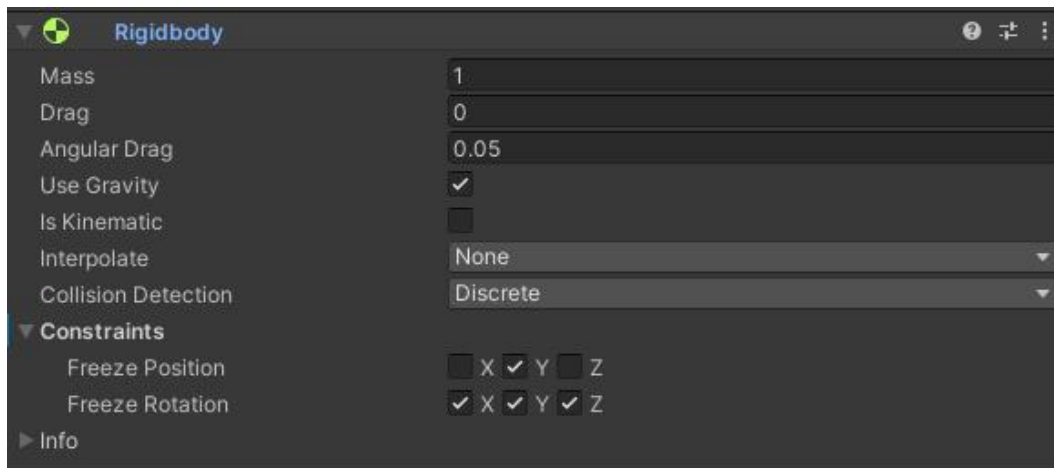 Rigidbody
Mass 1
Drag 0
Angular Drag 0.05
Use Gravity
Is Kinematic
Interpolate None
Collision Detection Discrete
Constraints
Freeze Position X Y Z
Freeze Rotation X Y Z
Info